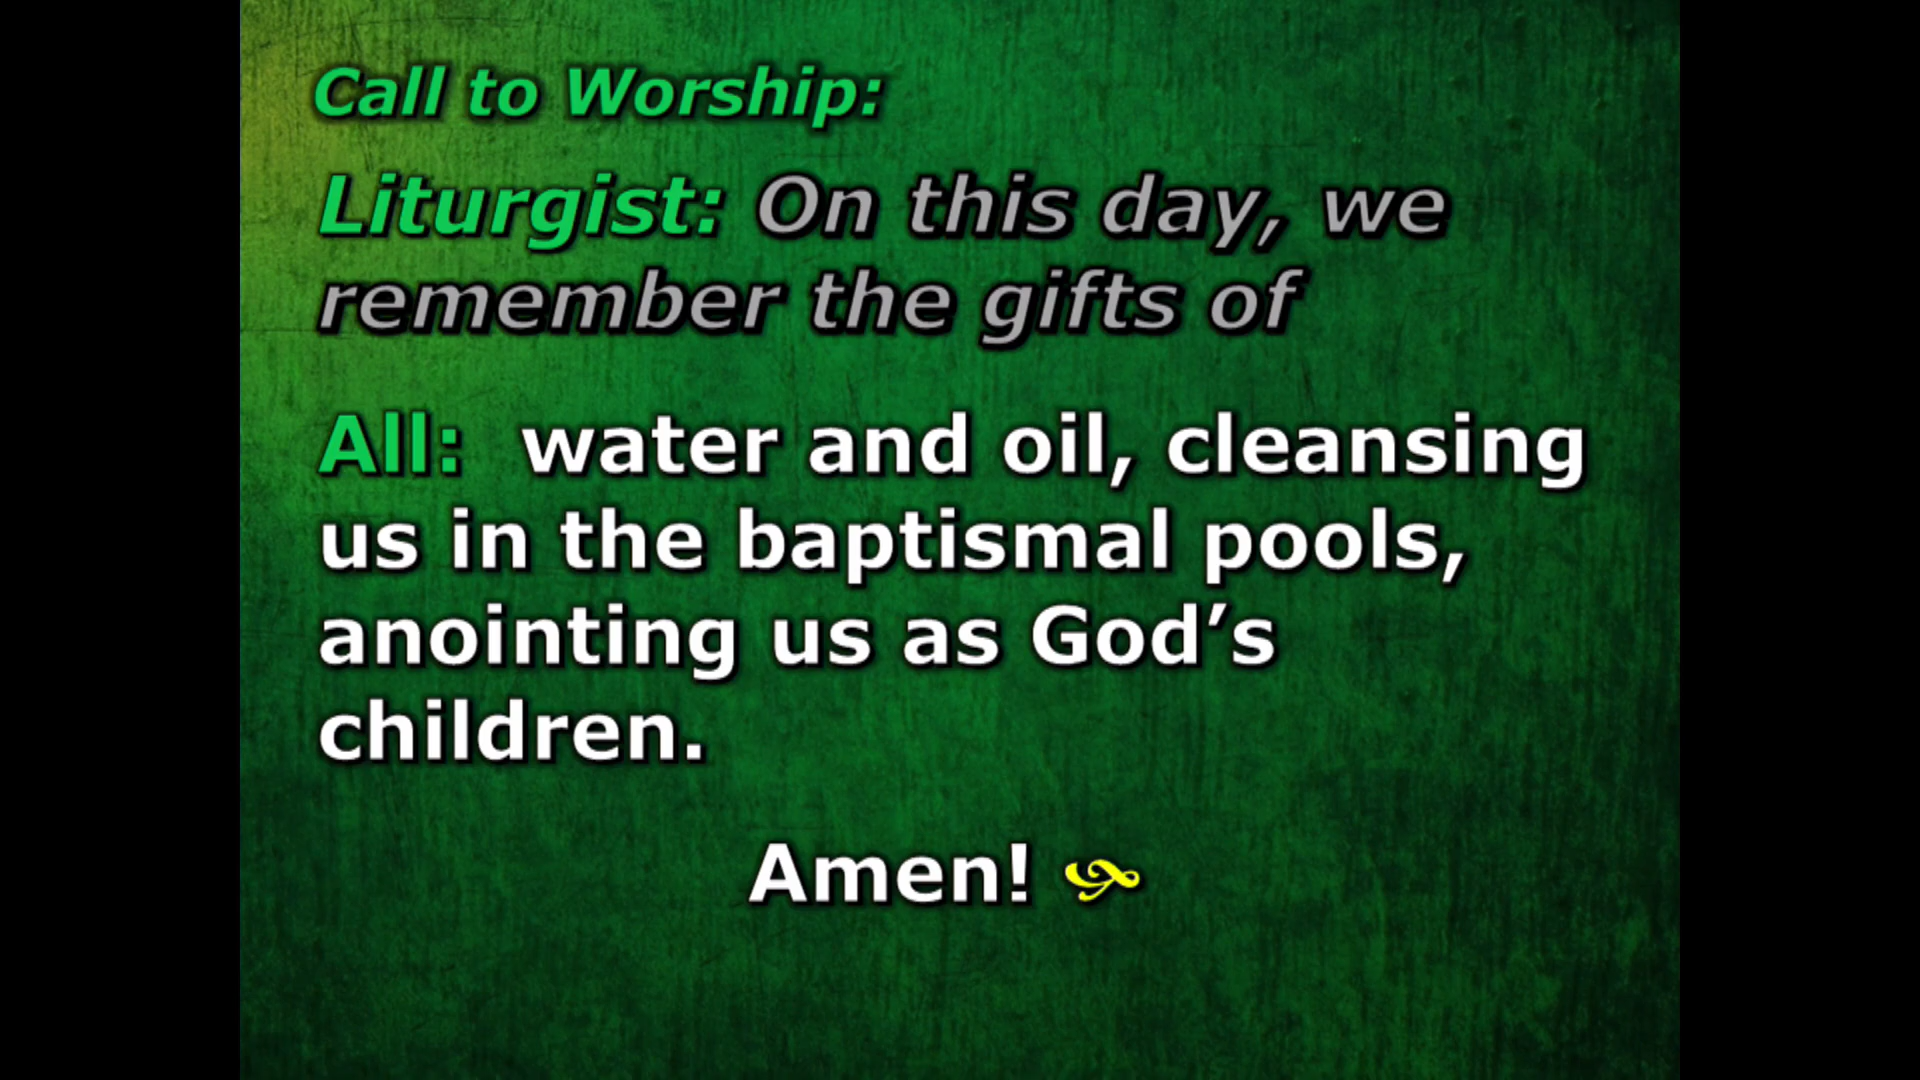 Call to Worship:
Liturgist: On this day, we
remember the gifts of
All: water and oil, cleansing
us in the baptismal pools,
anointing us as God’s
children.
Amen!